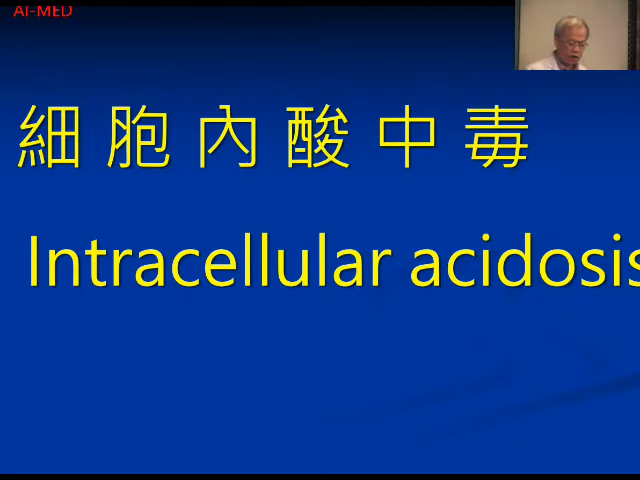 AI-MED
細胞內酸中毒
Intracellular acidosis